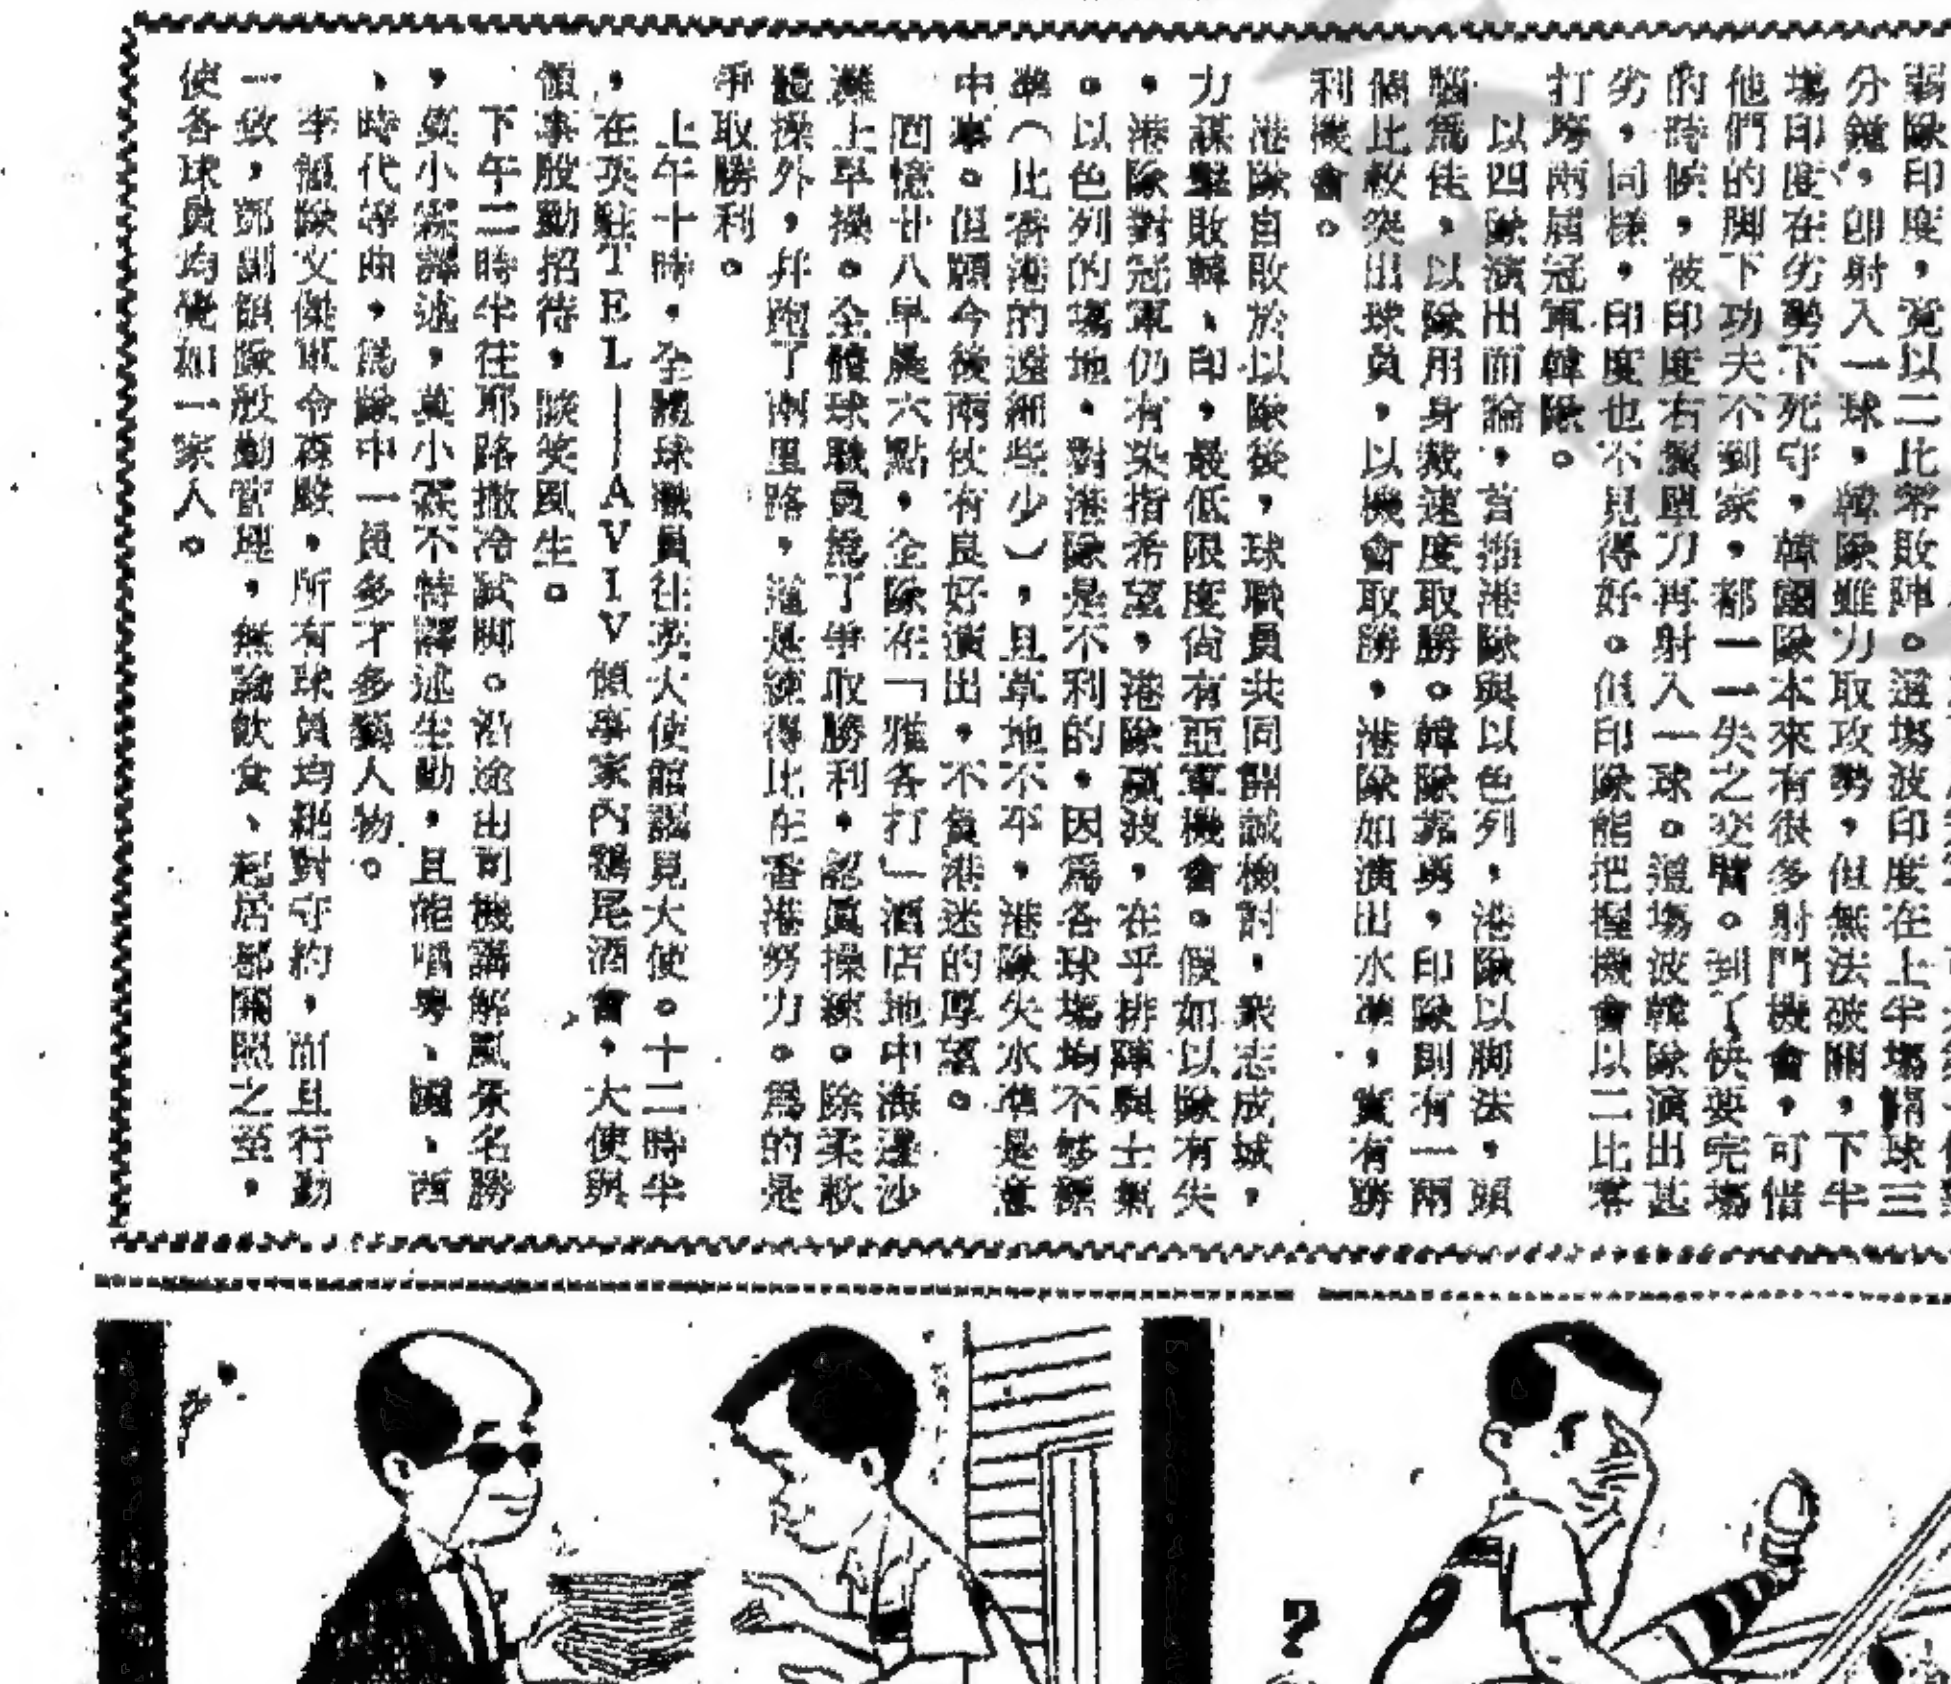 弱隊印度，竟以二比零敗陣。這場波印度在上半場開球三
分鐘，卽射入一球，韓隊雖力取攻勢，但無法破關，下半
場印度在劣勢下死守，韓國隊本來有很多射門機會，可惜
他們的脚下功夫不到家，都一一失之交臂。到了快要完場
的時候，被印度右翼單刀再射入一球。這場波韓隊演出甚
劣，同樣，印度也不見得好。但印隊能把握機會以二比零
打塲兩屆冠軍韓隊。
以四隊演出而論，首推港隊與以色列，港隊以脚法，頭
腦爲佳，以隊用身裁速度取勝。韓隊靠勇，印隊則有一兩
個比較突出球員，以機會取勝，港隊如演出水準，實有勝
利機會。
港隊自敗於以隊後，球職員共同開誠檢討，衆志成城，
力謀擊敗韓、印，最低限度尙有亞軍機會。假如以隊有失
，港隊對冠軍仍有染指希望，港隊贏波，在乎排陣與士氣
。以色列的場地，對港隊是不利的，因爲各球場均不够標
準（比香港的還細些少），且草地不平，港隊失水準是意
中事。但願今後兩仗有良好演出，不負港迷的厚望。
囘憶廿八早晨六點，全隊在「雅各打」酒店地中海邊沙
灘上早操。全體球職員爲了爭取勝利，認眞操練。除柔軟
體操外，幷跑了兩里路，這是練得比在香港努力。爲的是
爭取勝利。
上午十時，全體球職員往英大使館謁見大使。十二時半
，在英駐TEL—AVIV領事家內鷄尾酒會，大使與
領事殷勤招待，談笑風生。
下午二時半往耶路撒冷試脚。沿途出司機講解風景名勝
，莫小霖譯述，莫小霖不特譯述生動，且能唱粤、國、西
、時代等曲，爲隊中一員多才多藝人物。
李領隊文傑軍令森嚴，所有球員均絕對守約，而且行動
一致，鄧副領隊殷勤管理，無論飲食、起居都關照之至，
使各球員均覺如一家人。
?